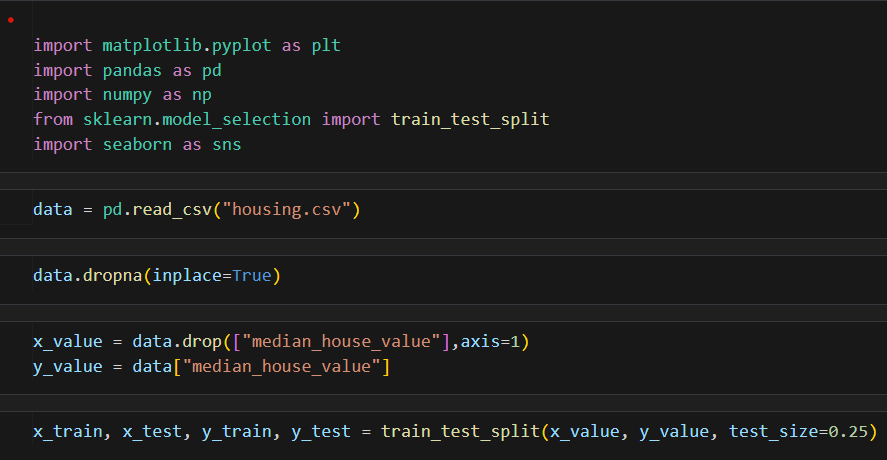 import matplotlib.pyplot as plt
import pandas as pd
import numpy as np
from sklearn.model_selection import train_test_split
import seaborn as sns
data = pd.read_csv("housing.csv")
data.dropna(inplace=True)
x_value = data.drop(["median_house_value"],axis=1)
y_value = data["median_house_value"]
x_train, x_test, y_train, y_test = train_test_split(x_value, y_value, test_size=0.25)